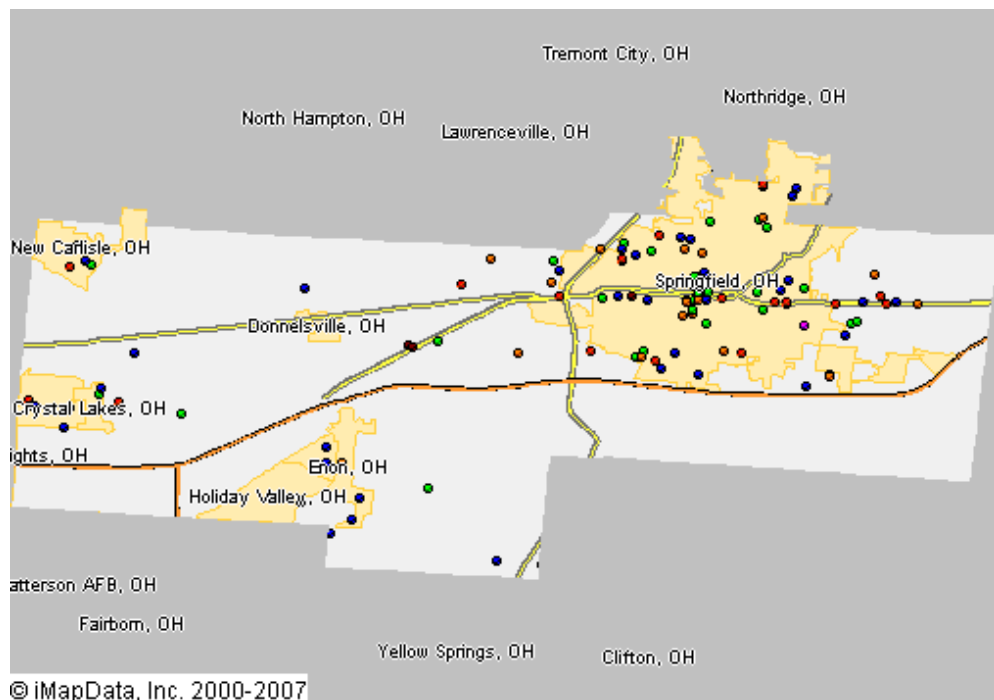 Tremont City, OH
Northridge, OH
North Hampton, OH
Lawrenceville, OH
New Carlisle, OH
Springfield, OH
Donnelsville, OH
Crystal Lakes, OH
ights, OH
Enon, OH
Holiday Valley, OH
atterson AFB, OH
Fairborn, OH
Yellow Springs, OH
Clifton, OH
© iMapData, Inc. 2000-2007